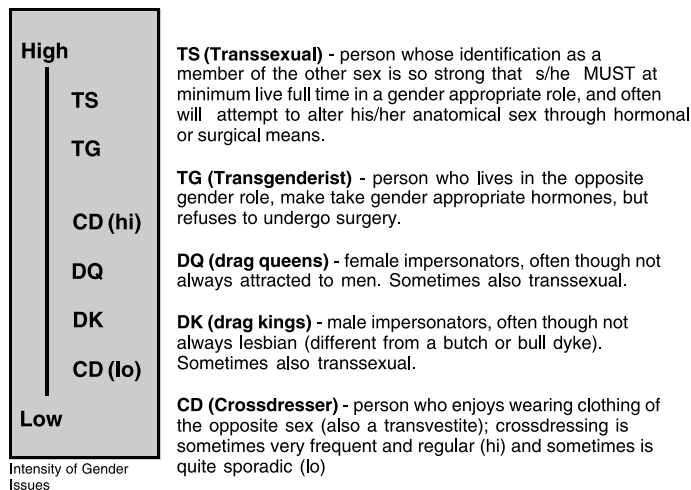 High
TS
TG
CD (hi)
DQ
DK
CD (lo)
Low
Intensity of Gender
Issues
TS (Transsexual) - person whose identification as a
member of the other sex is so strong that s/he MUST at
minimum live full time in a gender appropriate role, and often
will attempt to alter his/her anatomical sex through hormonal
or surgical means.
TG (Transgenderist) - person who lives in the opposite
gender role, make take gender appropriate hormones, but
refuses to undergo surgery.
DQ (drag queens) - female impersonators, often though not
always attracted to men. Sometimes also transsexual.
DK (drag kings) - male impersonators, often though not
always lesbian (different from a butch or bull dyke).
Sometimes also transsexual.
CD (Crossdresser) - person who enjoys wearing clothing of
the opposite sex (also a transvestite); crossdressing is
sometimes very frequent and regular (hi) and sometimes is
quite sporadic (lo)